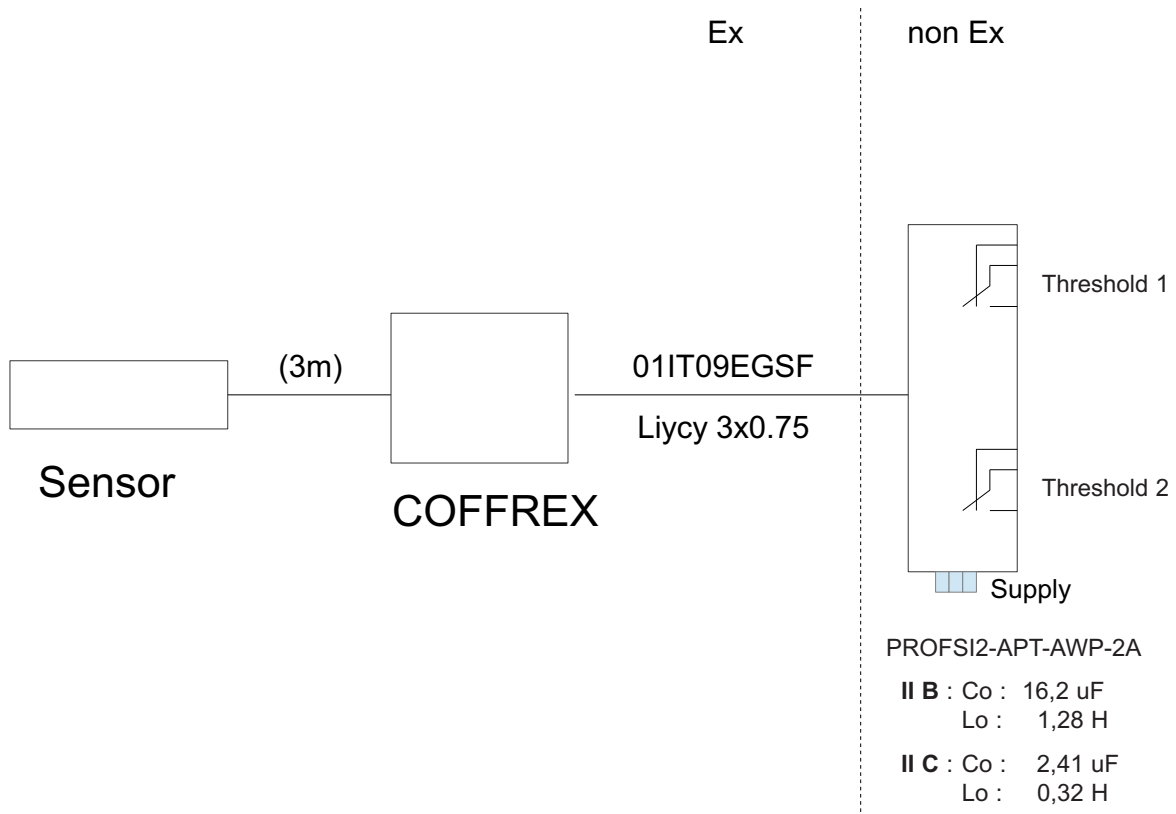 Ex
non Ex
Threshold 1
(3m)
01IT09EGSF
Liycy 3x0.75
Sensor
COFFREX
Threshold 2
Supply
PROFSI2-APT-AWP-2A
II B : Co : 16,2 uF
Lo : 1,28 H
II C : Co : 2,41 uF
Lo : 0,32 H